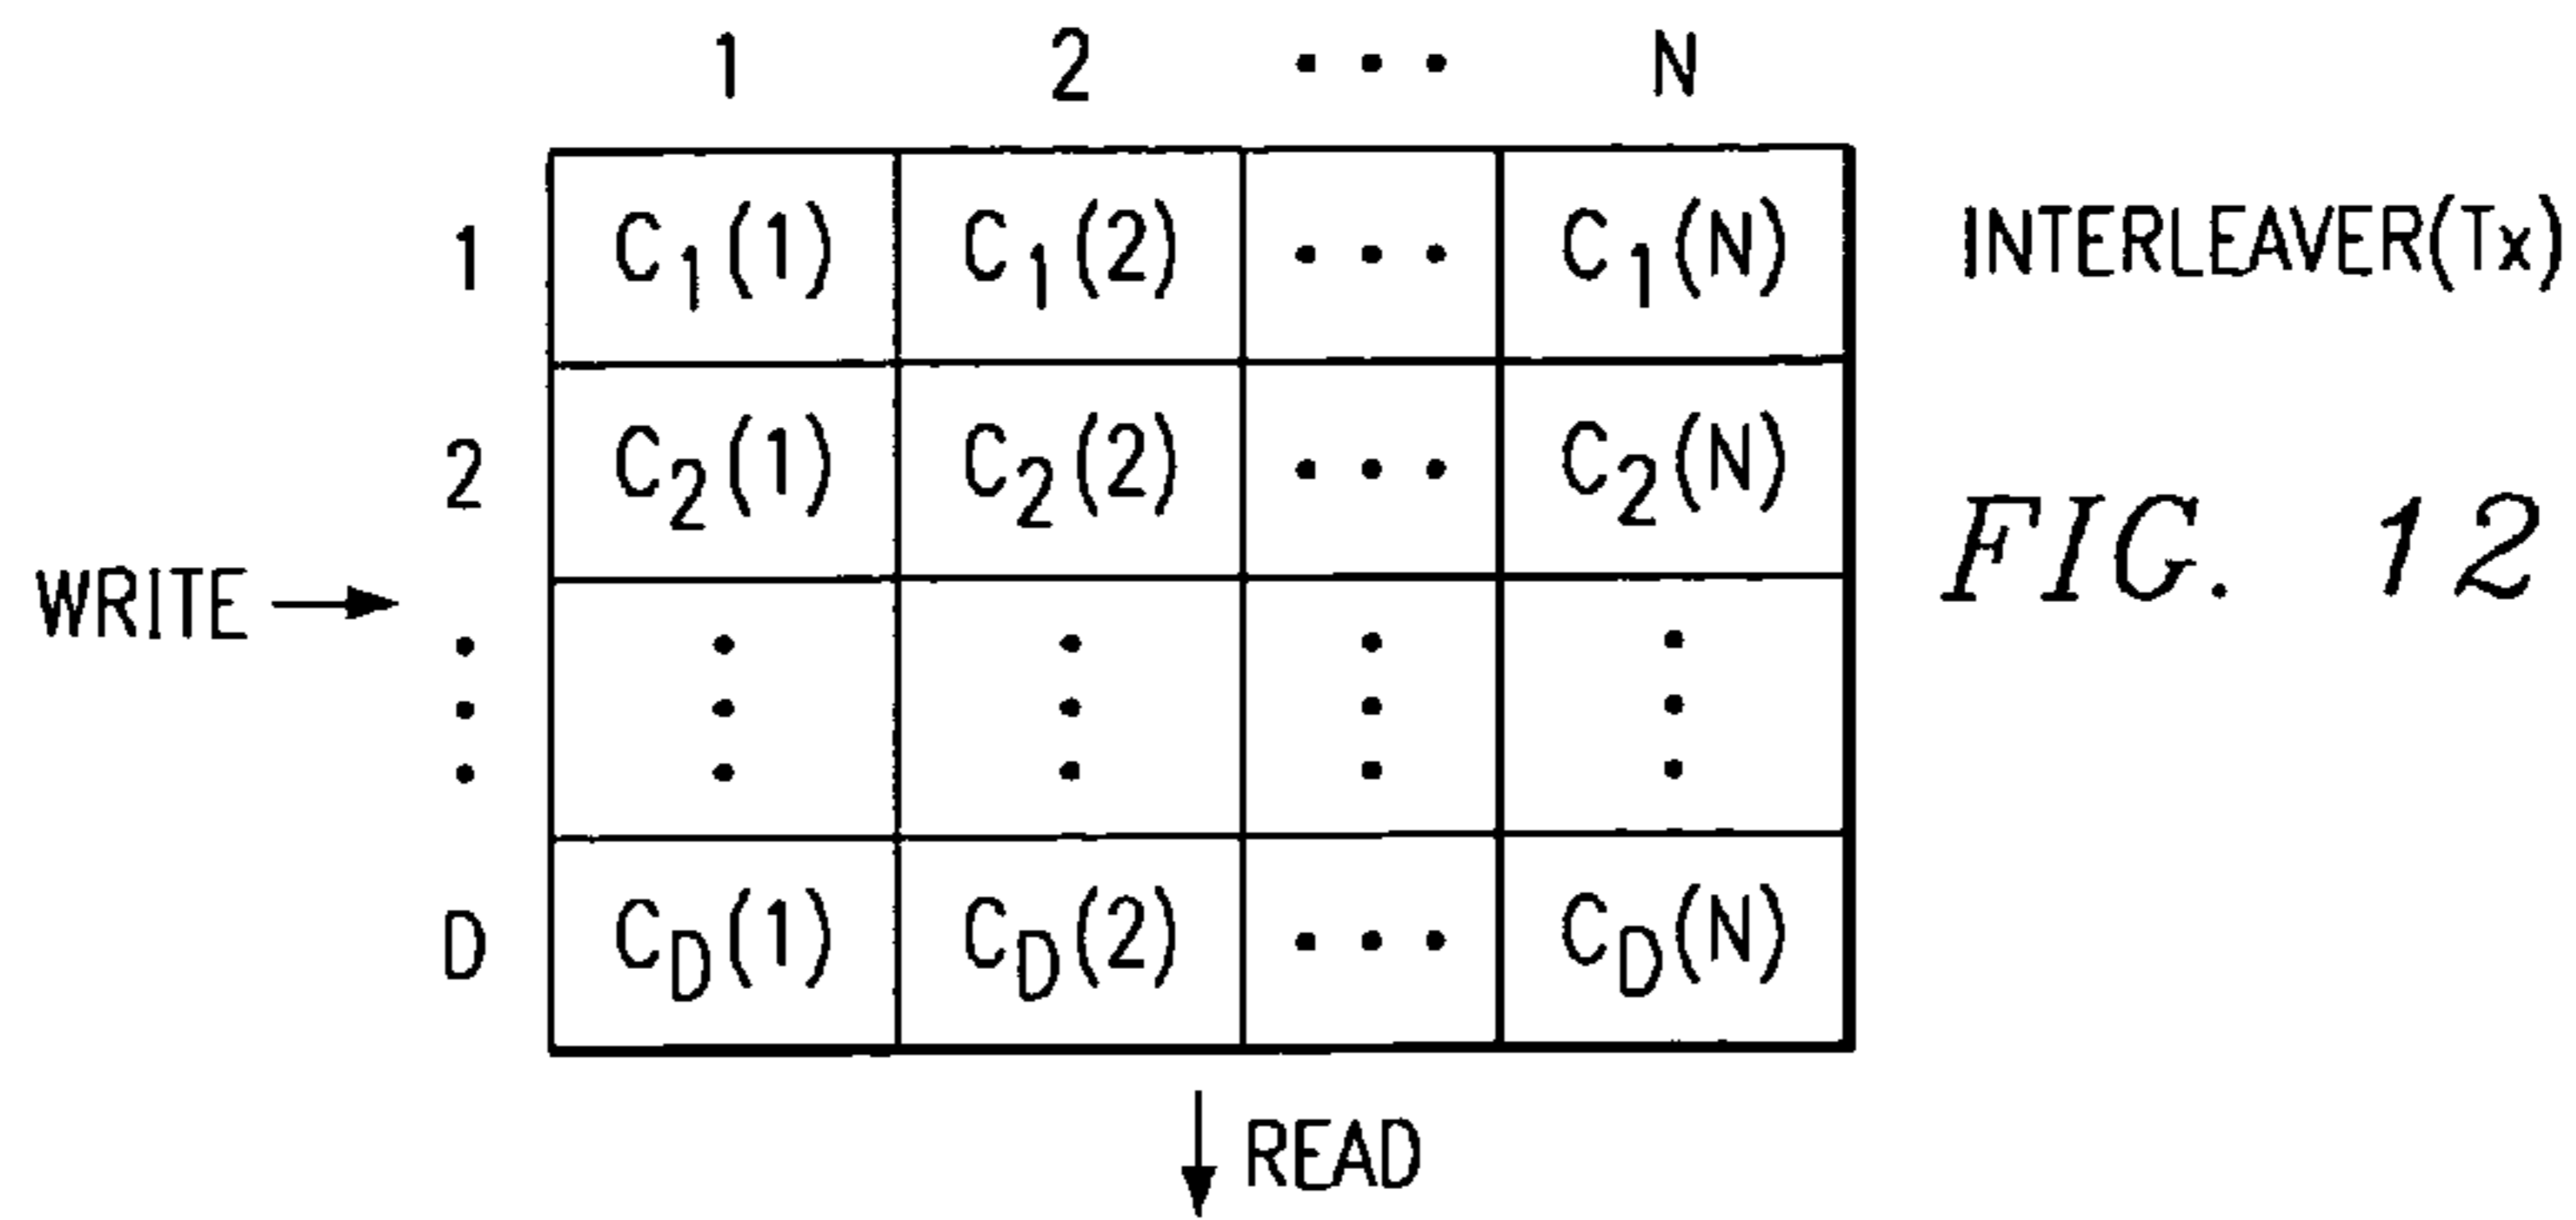 1 2 ... N
1 C1(1) C1(2) ... C1(N) INTERLEAVER(Tx)
2 C2(1) C2(2) ... C2(N)
FIG. 12
WRITE
D CD(1) CD(2) ... CD(N)
READ